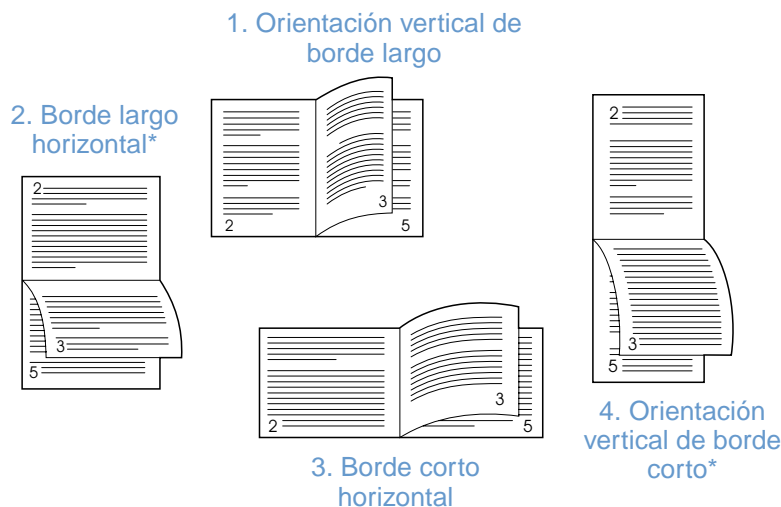 1. Orientación vertical de
borde largo
2. Borde largo
horizontal*
2
3
5
2
3
5
2
3
5
2
3
5
3. Borde corto
horizontal
4. Orientación
vertical de borde
corto*